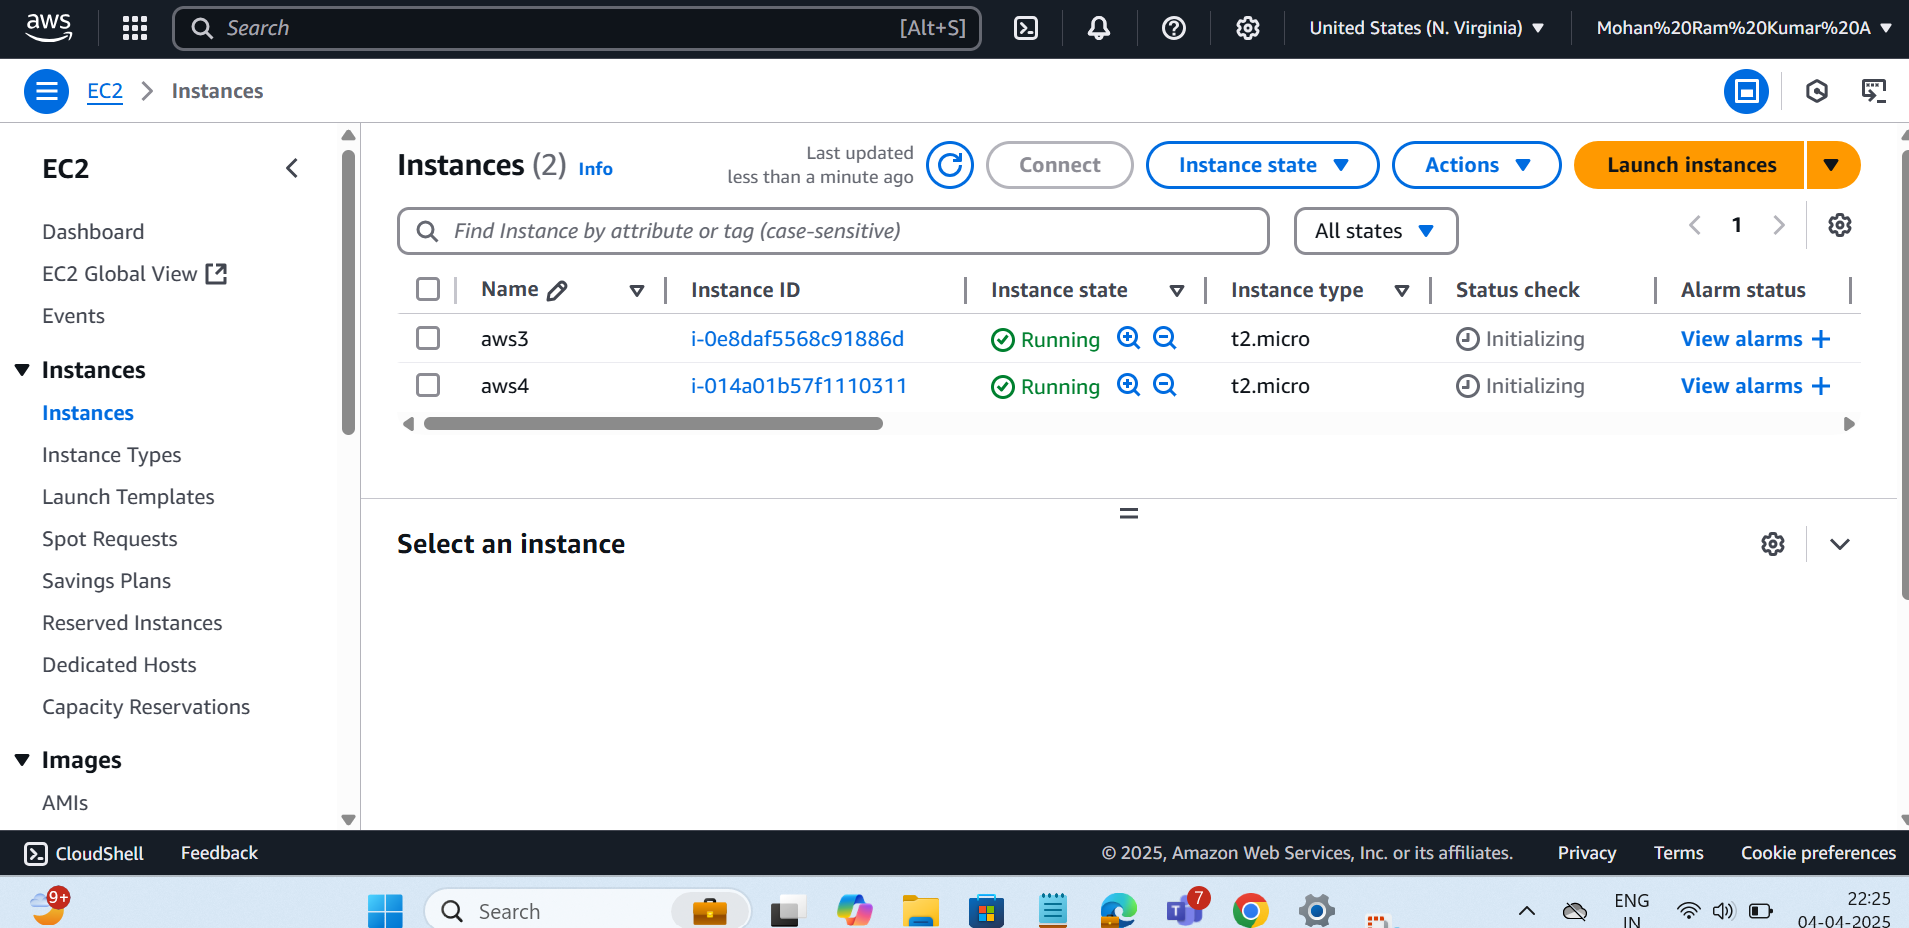 aws
Search [Alt+S]
United States (N. Virginia)
Mohan%20Ram%20Kumar%20A
EC2 Instances
EC2
Dashboard
EC2 Global View
Events
Instances
Instances
Instance Types
Launch Templates
Spot Requests
Savings Plans
Reserved Instances
Dedicated Hosts
Capacity Reservations
Images
AMIs
Instances (2) Info
Last updated
less than a minute ago
Connect
Instance state
Actions
Launch instances
Find Instance by attribute or tag (case-sensitive)
All states
1
Name Instance ID Instance state Instance type Status check Alarm status
aws3 i-0e8daf5568c91886d Running t2.micro Initializing View alarms +
aws4 i-014a01b57f1110311 Running t2.micro Initializing View alarms +
Select an instance
CloudShell Feedback © 2025, Amazon Web Services, Inc. or its affiliates. Privacy Terms Cookie preferences
9+
Search
7
ENG
IN
22:25
04-04-2025